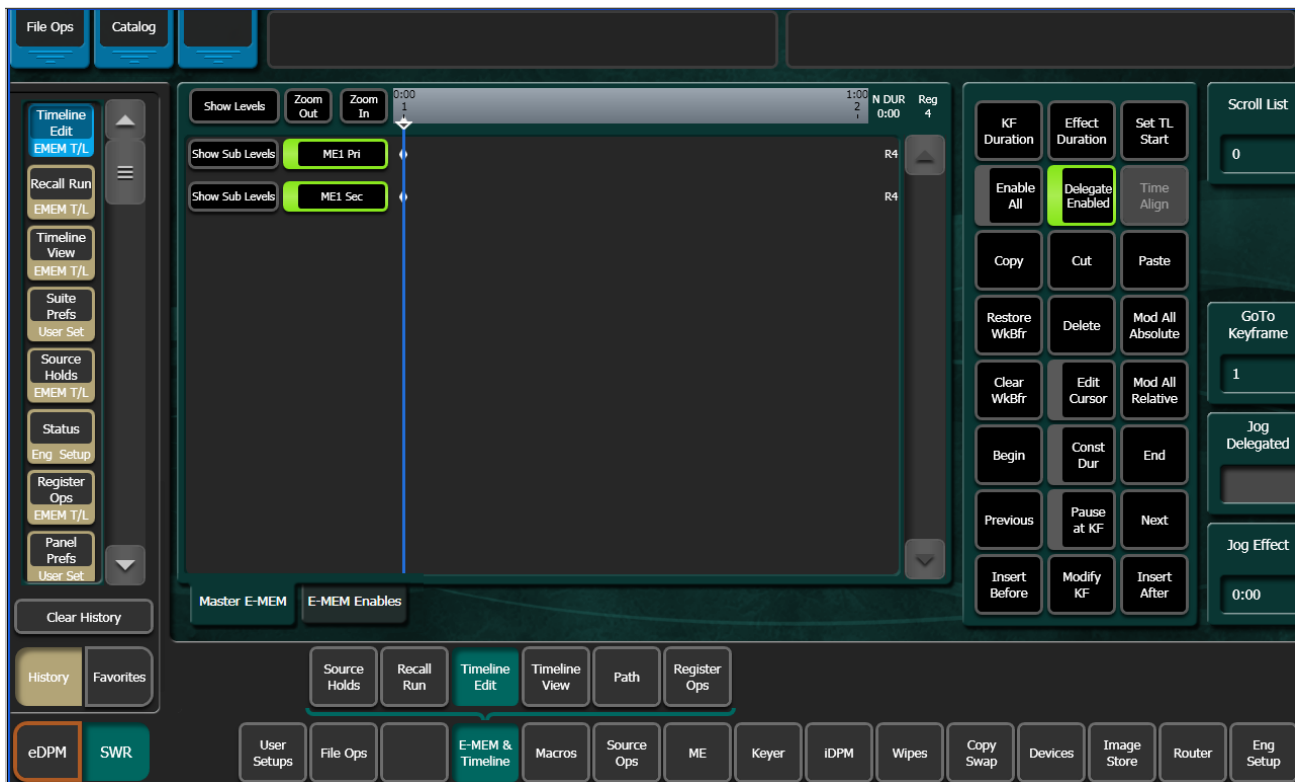 File Ops
Catalog
Timeline
Edit
EMEM T/L
Recall Run
EMEM T/L
Timeline
View
EMEM T/L
Suite
Prefs
User Set
Source
Holds
EMEM T/L
Status
Eng Setup
Register
Ops
EMEM T/L
Panel
Prefs
User Set
Clear History
History
Favorites
Show Levels
Zoom
Out
Zoom
In
0:00
1
1:00
2
N DUR
0:00
Reg
4
Show Sub Levels
ME1 Pri
R4
Show Sub Levels
ME1 Sec
R4
Master E-MEM
E-MEM Enables
KF
Duration
Effect
Duration
Set TL
Start
Enable
All
Delegate
Enabled
Time
Align
Copy
Cut
Paste
Restore
WkBfr
Delete
Mod All
Absolute
Clear
WkBfr
Edit
Cursor
Mod All
Relative
Begin
Const
Dur
End
Previous
Pause
at KF
Next
Insert
Before
Modify
KF
Insert
After
Scroll List
0
GoTo
Keyframe
1
Jog
Delegated
Jog Effect
0:00
Source
Holds
Recall
Run
Timeline
Edit
Timeline
View
Path
Register
Ops
eDPM
SWR
User
Setups
File Ops
E-MEM &
Timeline
Macros
Source
Ops
ME
Keyer
iDPM
Wipes
Copy
Swap
Devices
Image
Store
Router
Eng
Setup